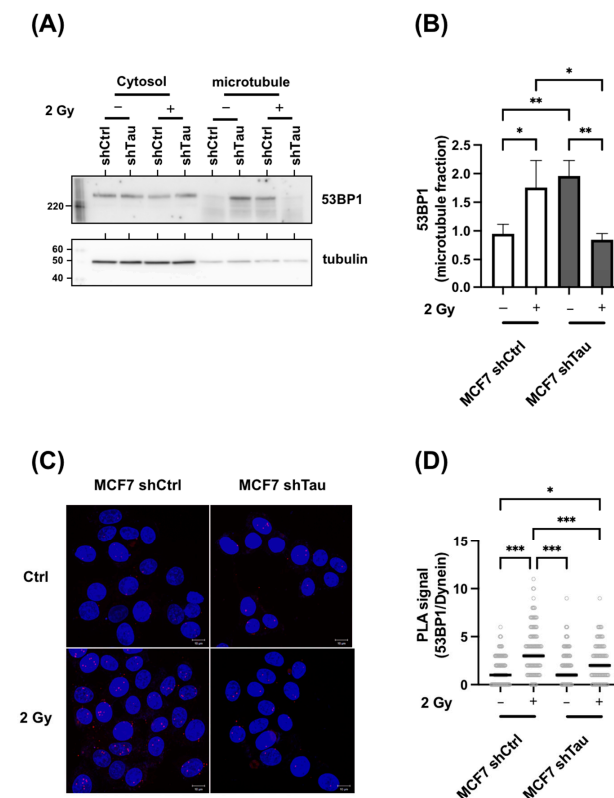 (A)
Cytosol microtubule
2 Gy − + − +
shCtrl shTau shCtrl shTau shCtrl shTau shCtrl shTau
220
53BP1
60
50
40
tubulin
(B)
*
**
* **
53BP1
(microtubule fraction)
2.5
2.0
1.5
1.0
0.5
0.0
2 Gy − + − +
MCF7 shCtrl MCF7 shTau
(C)
MCF7 shCtrl MCF7 shTau
Ctrl
2 Gy
(D)
*
***
*** ***
PLA signal
(53BP1/Dynein)
15
10
5
0
2 Gy − + − +
MCF7 shCtrl MCF7 shTau